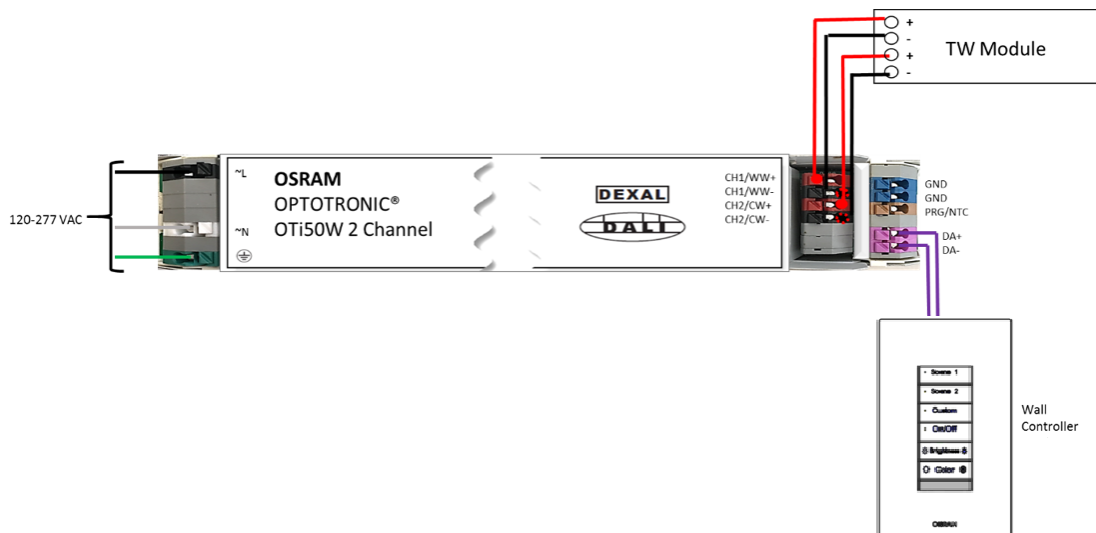 +
-
+
-
TW Module
120-277 VAC
~L
~N
OSRAM
OPTOTRONIC®
OTi50W 2 Channel
DEXAL
DALI
CH1/WW+
CH1/WW-
CH2/CW+
CH2/CW-
GND
GND
PRG/NTC
DA+
DA-
Scene 1
Scene 2
Custom
On/Off
Brightness
Color
OSRAM
Wall
Controller